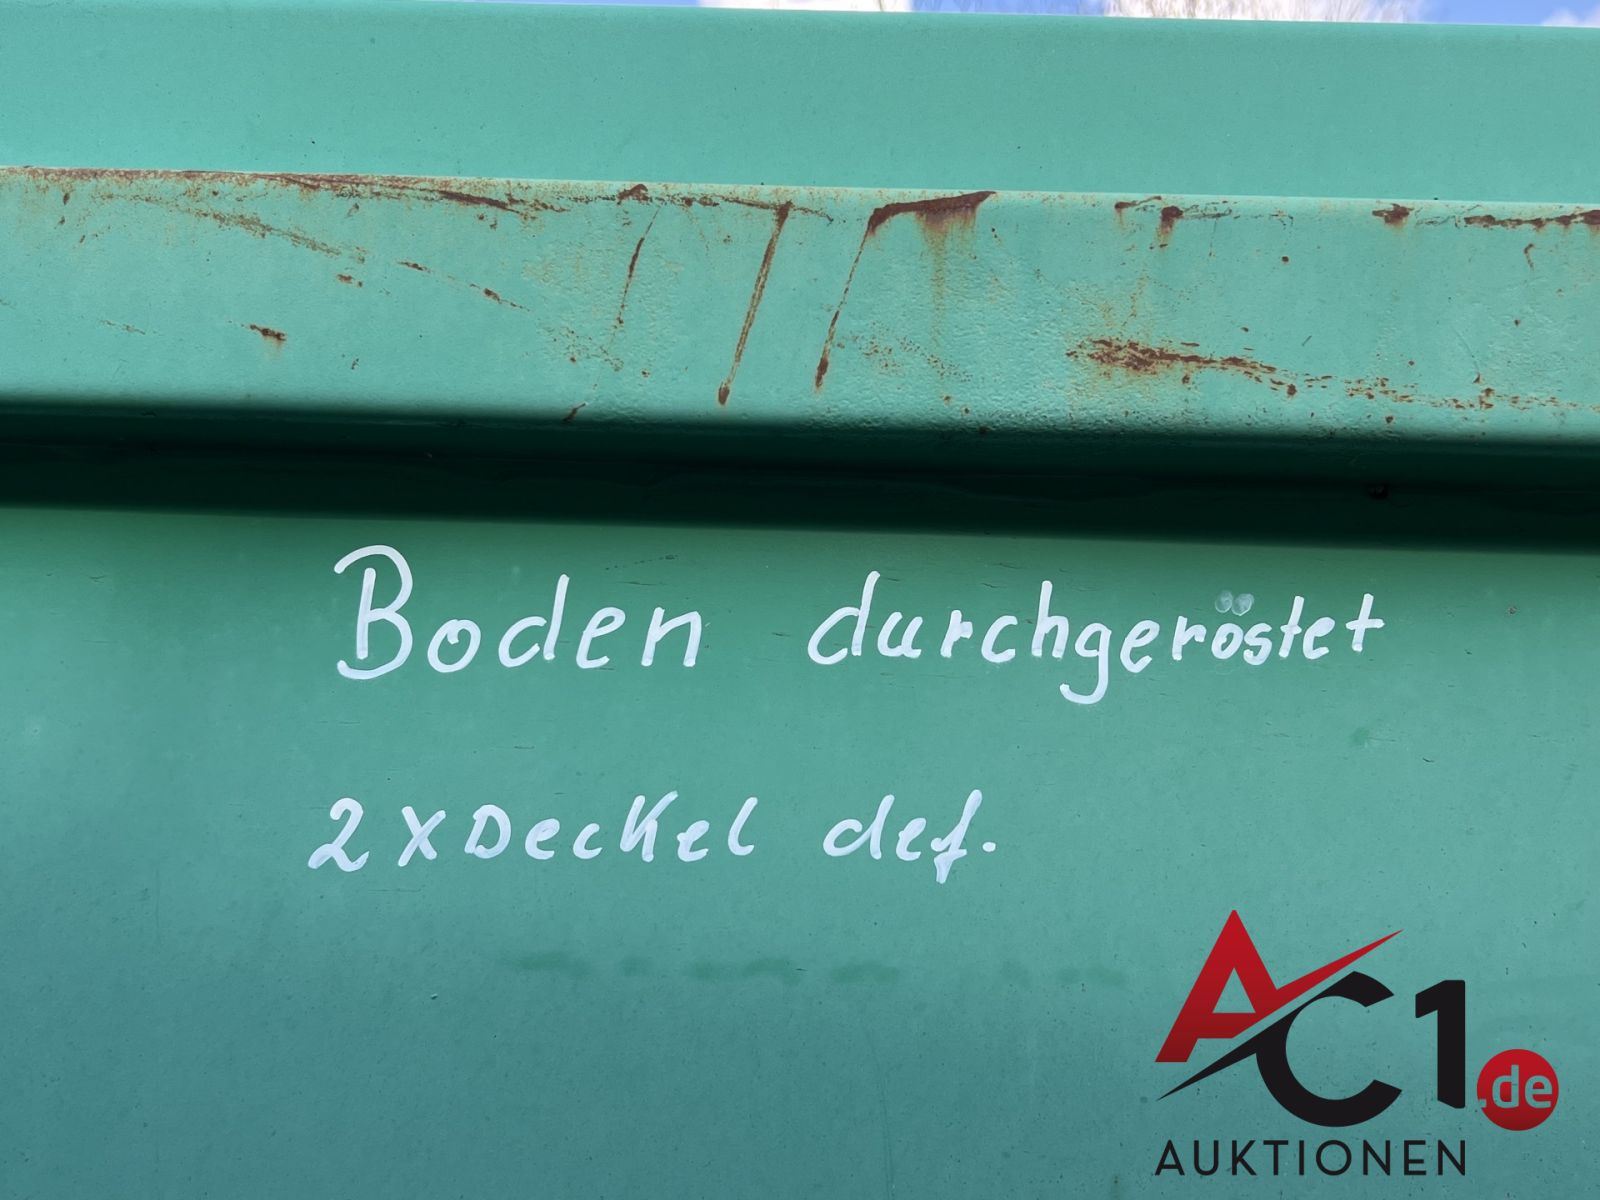 Boden durchgeröstet
2xDeckel def.
AC1.de
AUKTIONEN